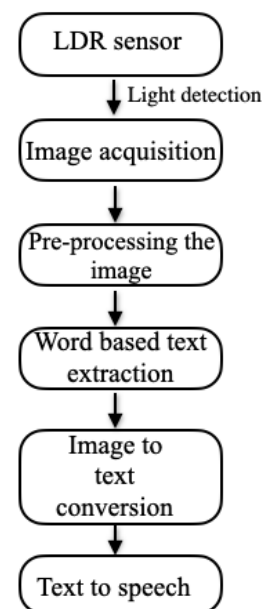 LDR sensor
Light detection
Image acquisition
Pre-processing the
image
Word based text
extraction
Image to
text
conversion
Text to speech